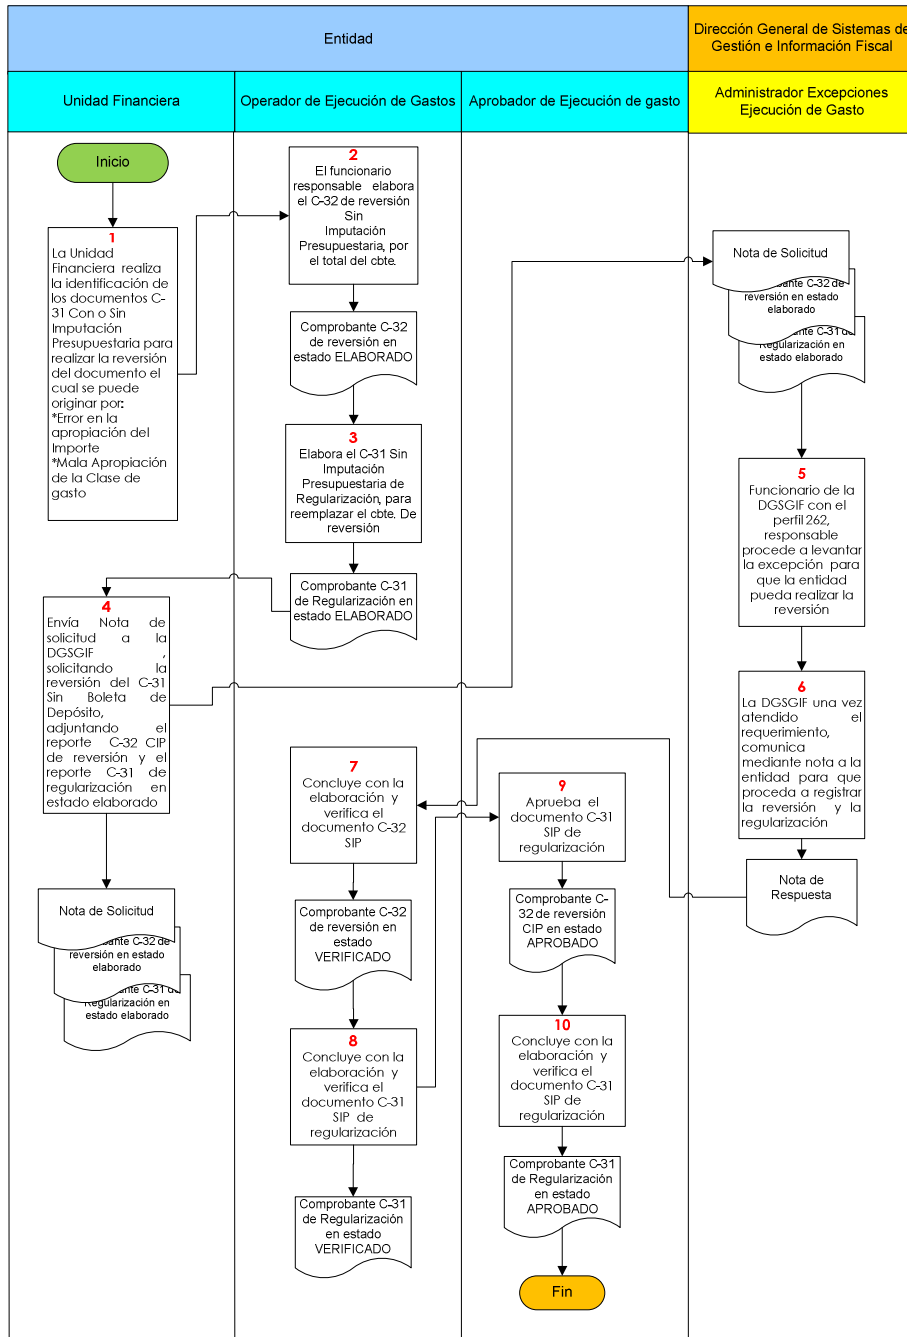 Entidad
Dirección General de Sistemas de
Gestión e Información Fiscal
Unidad Financiera
Operador de Ejecución de Gastos
Aprobador de Ejecución de gasto
Administrador Excepciones
Ejecución de Gasto
Inicio
1
La Unidad
Financiera realiza
la identificación de
los documentos C-
31 Con o Sin
Imputación
Presupuestaria para
realizar la reversión
del documento el
cual se puede
originar por:
*Error en la
apropiación del
Importe
*Mala Apropiación
de la Clase de
gasto
2
El funcionario
responsable elabora
el C-32 de reversión
Sin
Imputación
Presupuestaria, por
el total del cbte.
Comprobante C-32
de reversión en
estado ELABORADO
3
Elabora el C-31 Sin
Imputación
Presupuestaria de
Regularización, para
reemplazar el cbte. De
reversión
Comprobante C-31
de Regularización en
estado ELABORADO
4
Envía Nota de
solicitud a la
DGSGIF ,
solicitando la
reversión del C-31
Sin Boleta de
Depósito,
adjuntando el
reporte C-32 CIP
de reversión y el
reporte C-31 de
regularización en
estado elaborado
Nota de Solicitud
C-32 de
reversión en estado
elaborado
C-31 de
Regularización en
estado elaborado
Nota de Solicitud
C-32 de
reversión en estado
elaborado
C-31 de
Regularización en
estado elaborado
5
Funcionario de la
DGSGIF con el
perfil 262,
responsable
procede a levantar
la excepción para
que la entidad
pueda realizar la
reversión
6
La DGSGIF una vez
atendido el
requerimiento,
comunica
mediante nota a la
entidad para que
proceda a registrar
la reversión y la
regularización
Nota de
Respuesta
7
Concluye con la
elaboración y
verifica el
documento C-32
SIP
Comprobante C-32
de reversión en
estado
VERIFICADO
8
Concluye con la
elaboración y
verifica el
documento C-31
SIP de
regularización
Comprobante C-31
de Regularización
en estado
VERIFICADO
9
Aprueba el
documento C-31
SIP de
regularización
Comprobante C-
32 de reversión
CIP en estado
APROBADO
10
Concluye con la
elaboración y
verifica el
documento C-31
SIP de
regularización
Comprobante C-31
de Regularización
en estado
APROBADO
Fin